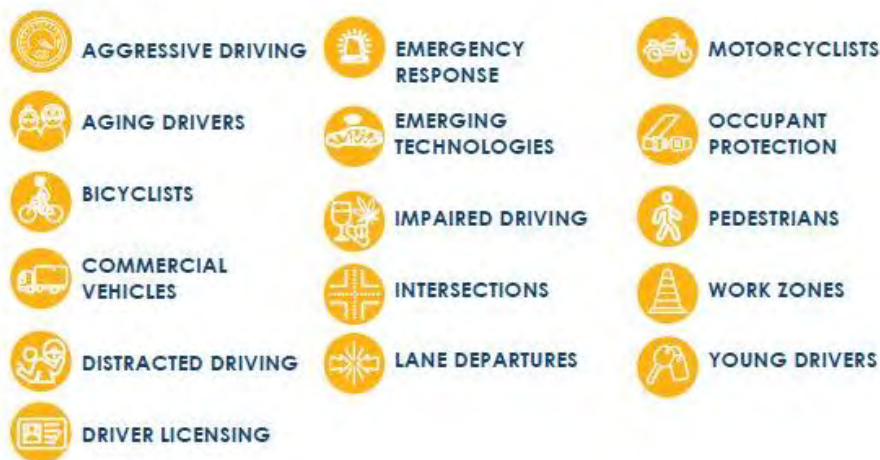 AGGRESSIVE DRIVING
AGING DRIVERS
BICYCLISTS
COMMERCIAL
VEHICLES
DISTRACTED DRIVING
DRIVER LICENSING
EMERGENCY
RESPONSE
EMERGING
TECHNOLOGIES
IMPAIRED DRIVING
INTERSECTIONS
LANE DEPARTURES
MOTORCYCLISTS
OCCUPANT
PROTECTION
PEDESTRIANS
WORK ZONES
YOUNG DRIVERS